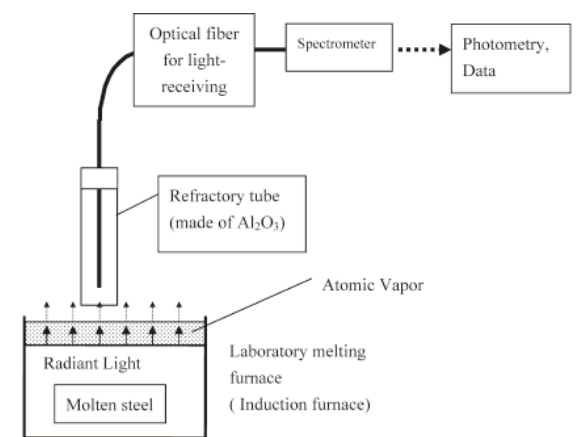 Optical fiber
for light-
receiving
Spectrometer
Photometry,
Data
Refractory tube
(made of Al₂O₃)
Atomic Vapor
Radiant Light
Molten steel
Laboratory melting
furnace
( Induction furnace)